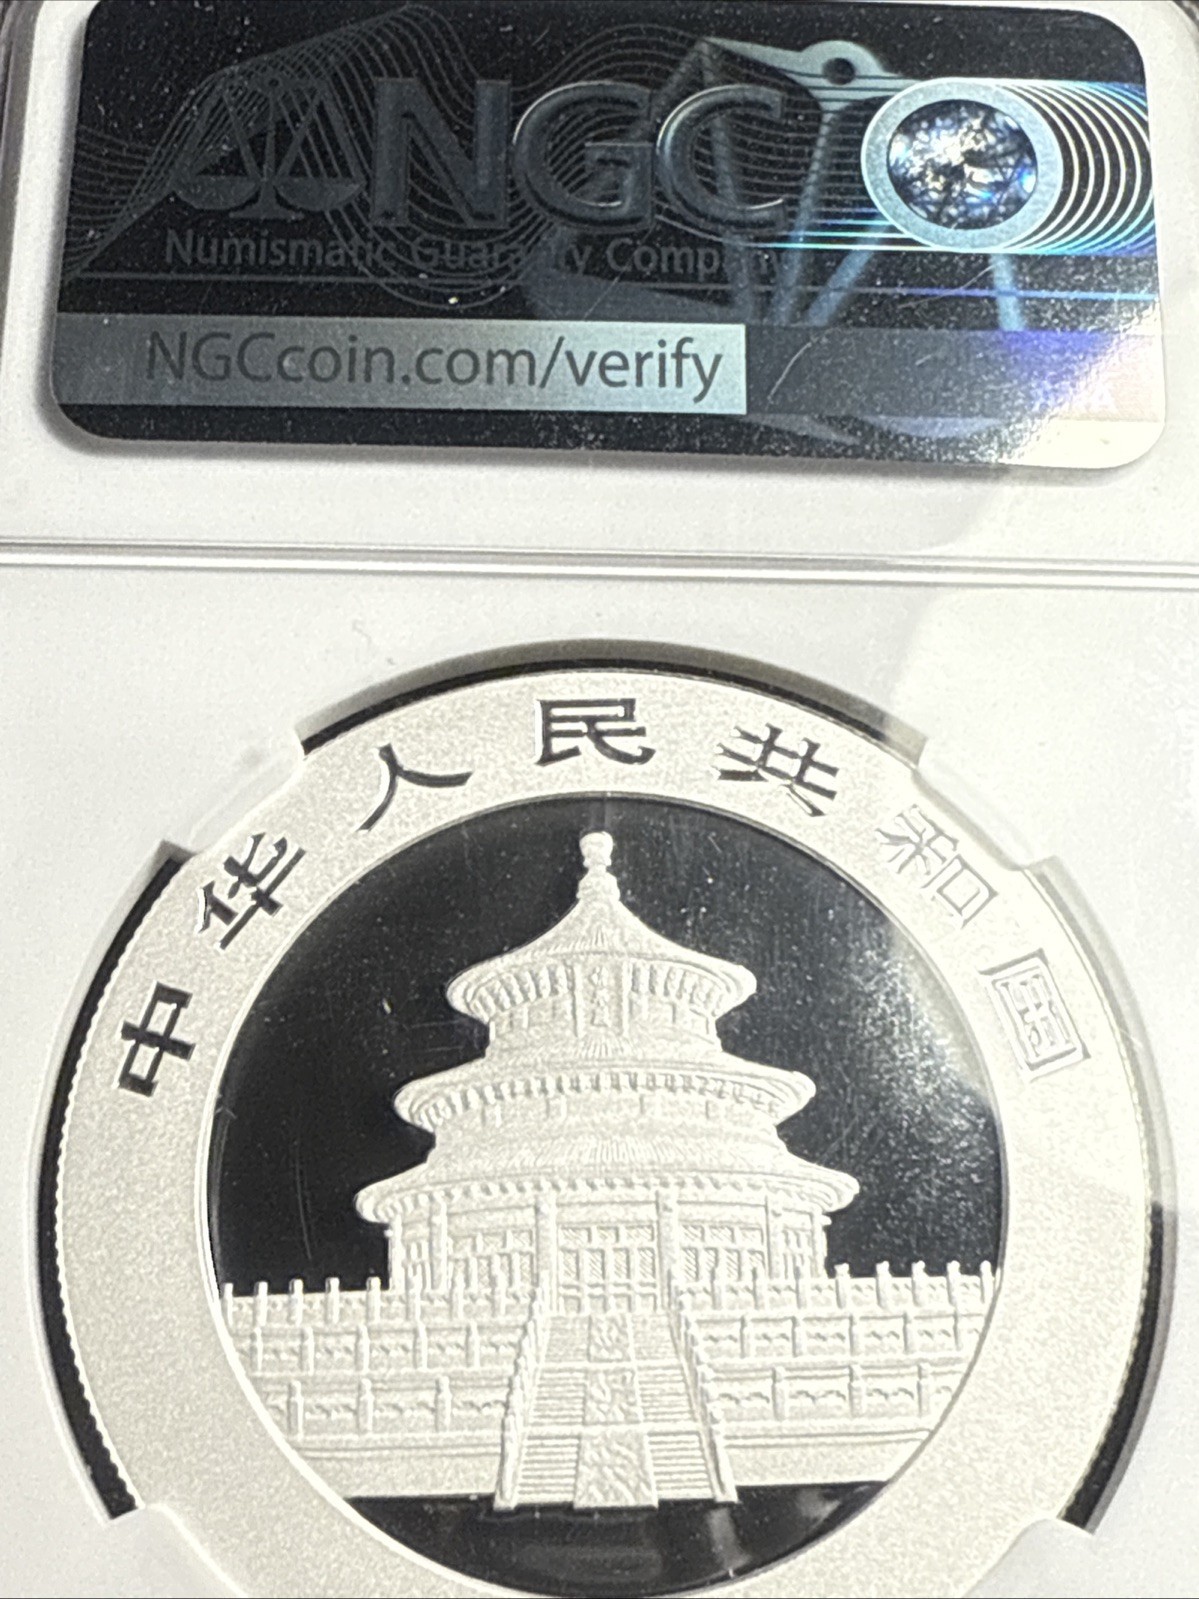 NGC
Numismatic Guaranty Company
NGCcoin.com/verify
中华人民共和国